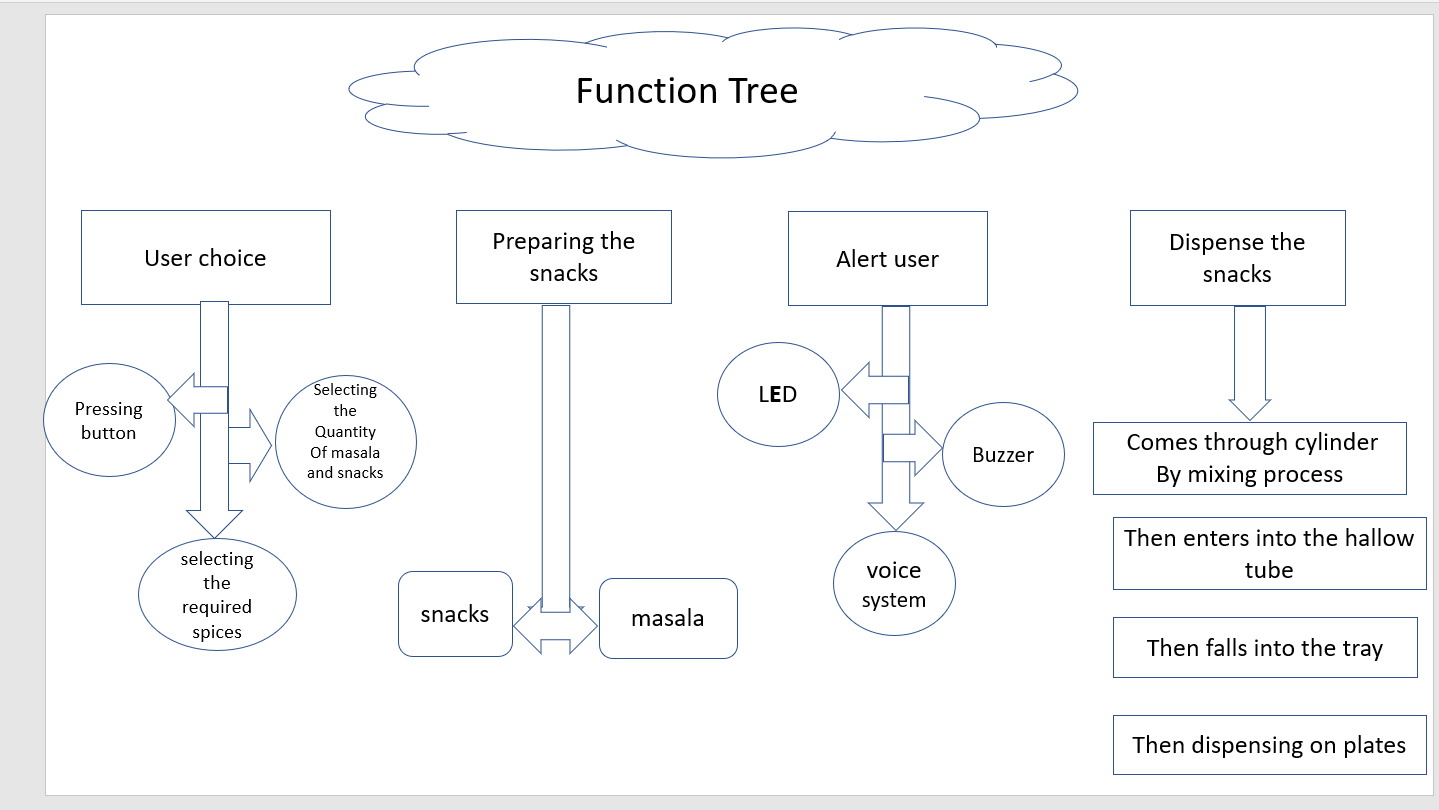 Function Tree
User choice
Preparing the
snacks
Alert user
Dispense the
snacks
Pressing
button
Selecting
the
Quantity
Of masala
and snacks
selecting
the
required
spices
snacks
masala
LED
Buzzer
voice
system
Comes through cylinder
By mixing process
Then enters into the hallow
tube
Then falls into the tray
Then dispensing on plates